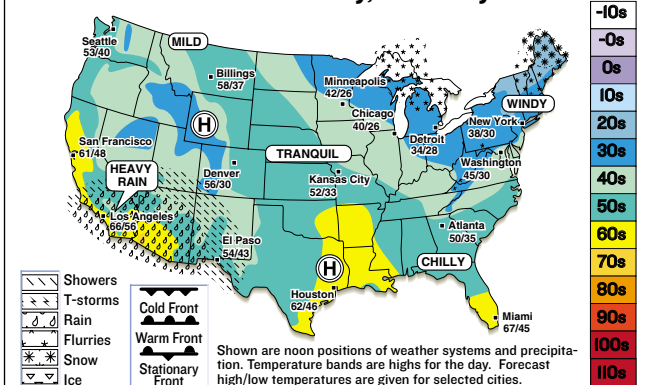 Seattle
53/40
MILD
Billings
58/37
Minneapolis
42/26
Chicago
40/26
Detroit
34/28
WINDY
New York
38/30
Washington
45/30
San Francisco
61/48
HEAVY
RAIN
H
TRANQUIL
Denver
56/30
Kansas City
52/33
Los Angeles
66/56
El Paso
54/43
Atlanta
50/35
CHILLY
H
Houston
62/46
Miami
67/45
-10s
-0s
0s
10s
20s
30s
40s
50s
60s
70s
80s
90s
100s
110s
Showers
T-storms
Rain
Flurries
Snow
Ice
Cold Front
Warm Front
Stationary
Front
Shown are noon positions of weather systems and precipita-
tion. Temperature bands are highs for the day. Forecast
high/low temperatures are given for selected cities.